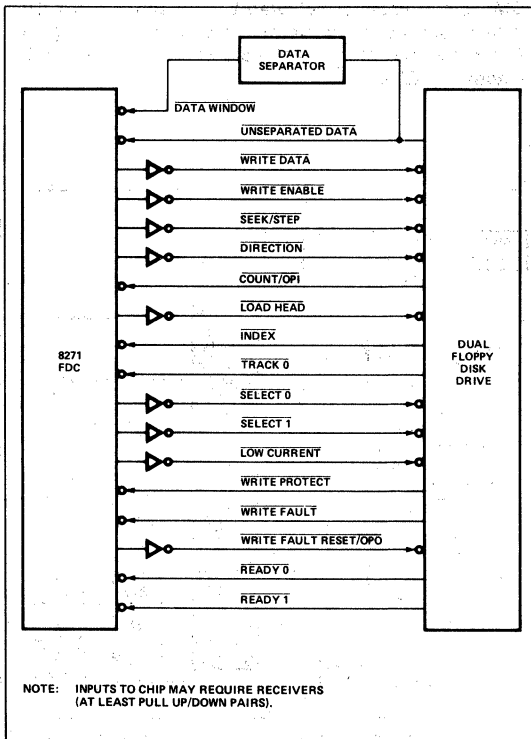 DATA
SEPARATOR
DATA WINDOW
UNSEPARATED DATA
WRITE DATA
WRITE ENABLE
SEEK/STEP
DIRECTION
COUNT/OPI
LOAD HEAD
INDEX
TRACK 0
SELECT 0
SELECT 1
LOW CURRENT
WRITE PROTECT
WRITE FAULT
WRITE FAULT RESET/OPO
READY 0
READY 1
8271
FDC
DUAL
FLOPPY
DISK
DRIVE
NOTE: INPUTS TO CHIP MAY REQUIRE RECEIVERS
(AT LEAST PULL UP/DOWN PAIRS).